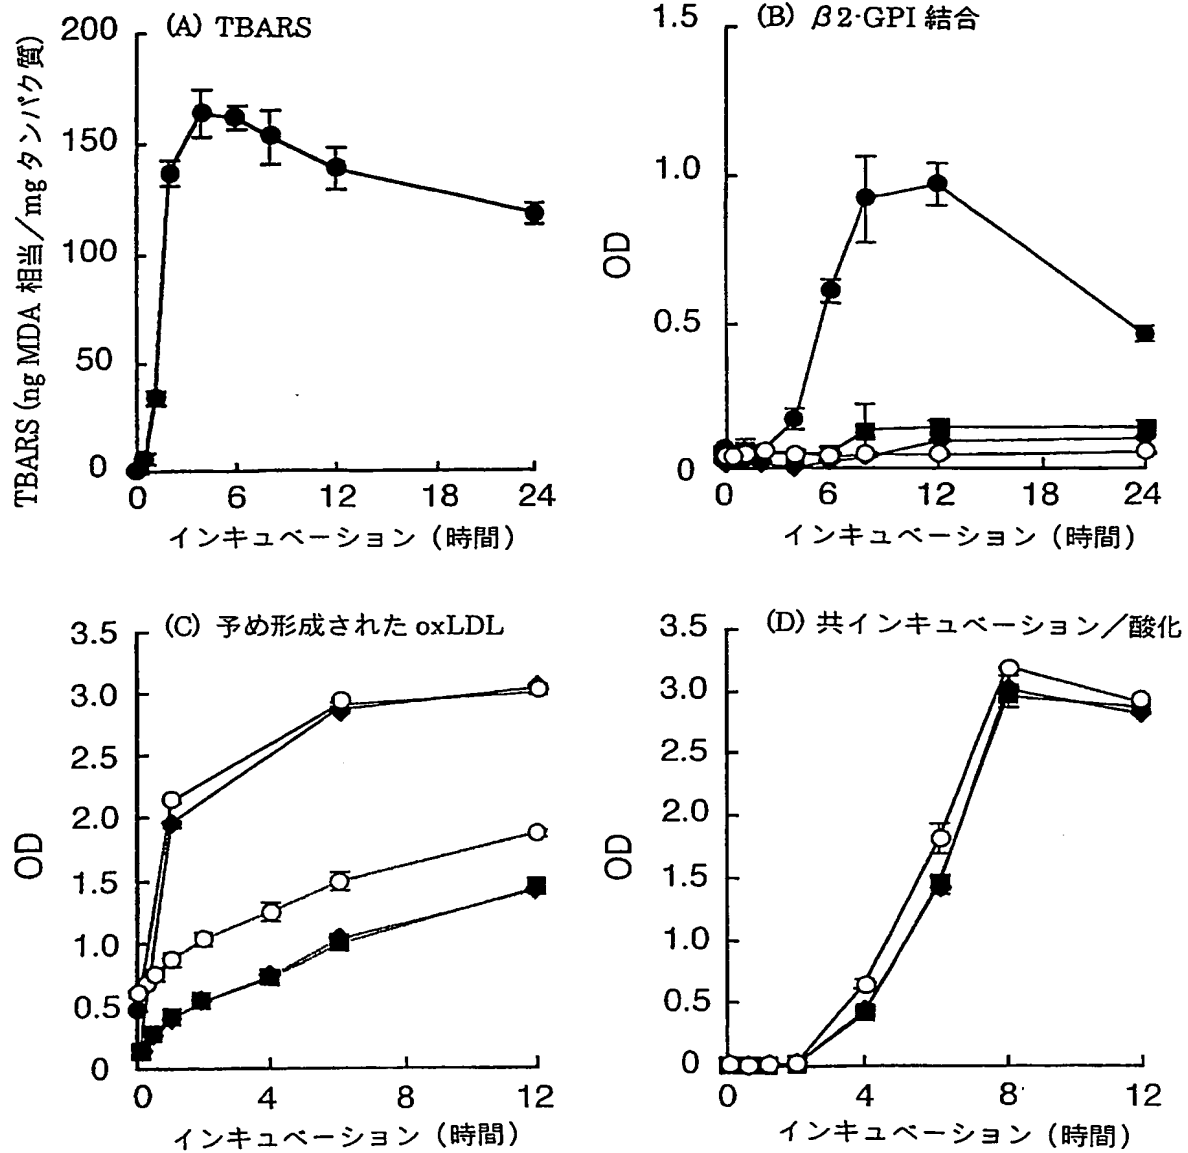 (A) TBARS
TBARS (ng MDA 相当/mg タンパク質)
200
150
100
50
0
0 6 12 18 24
インキュベーション(時間)
(B) β2-GPI 結合
OD
1.5
1.0
0.5
0
0 6 12 18 24
インキュベーション(時間)
(C) 予め形成された oxLDL
OD
3.5
3.0
2.5
2.0
1.5
1.0
0.5
0
0 4 8 12
インキュベーション(時間)
(D) 共インキュベーション/酸化
OD
3.5
3.0
2.5
2.0
1.5
1.0
0.5
0
0 4 8 12
インキュベーション(時間)